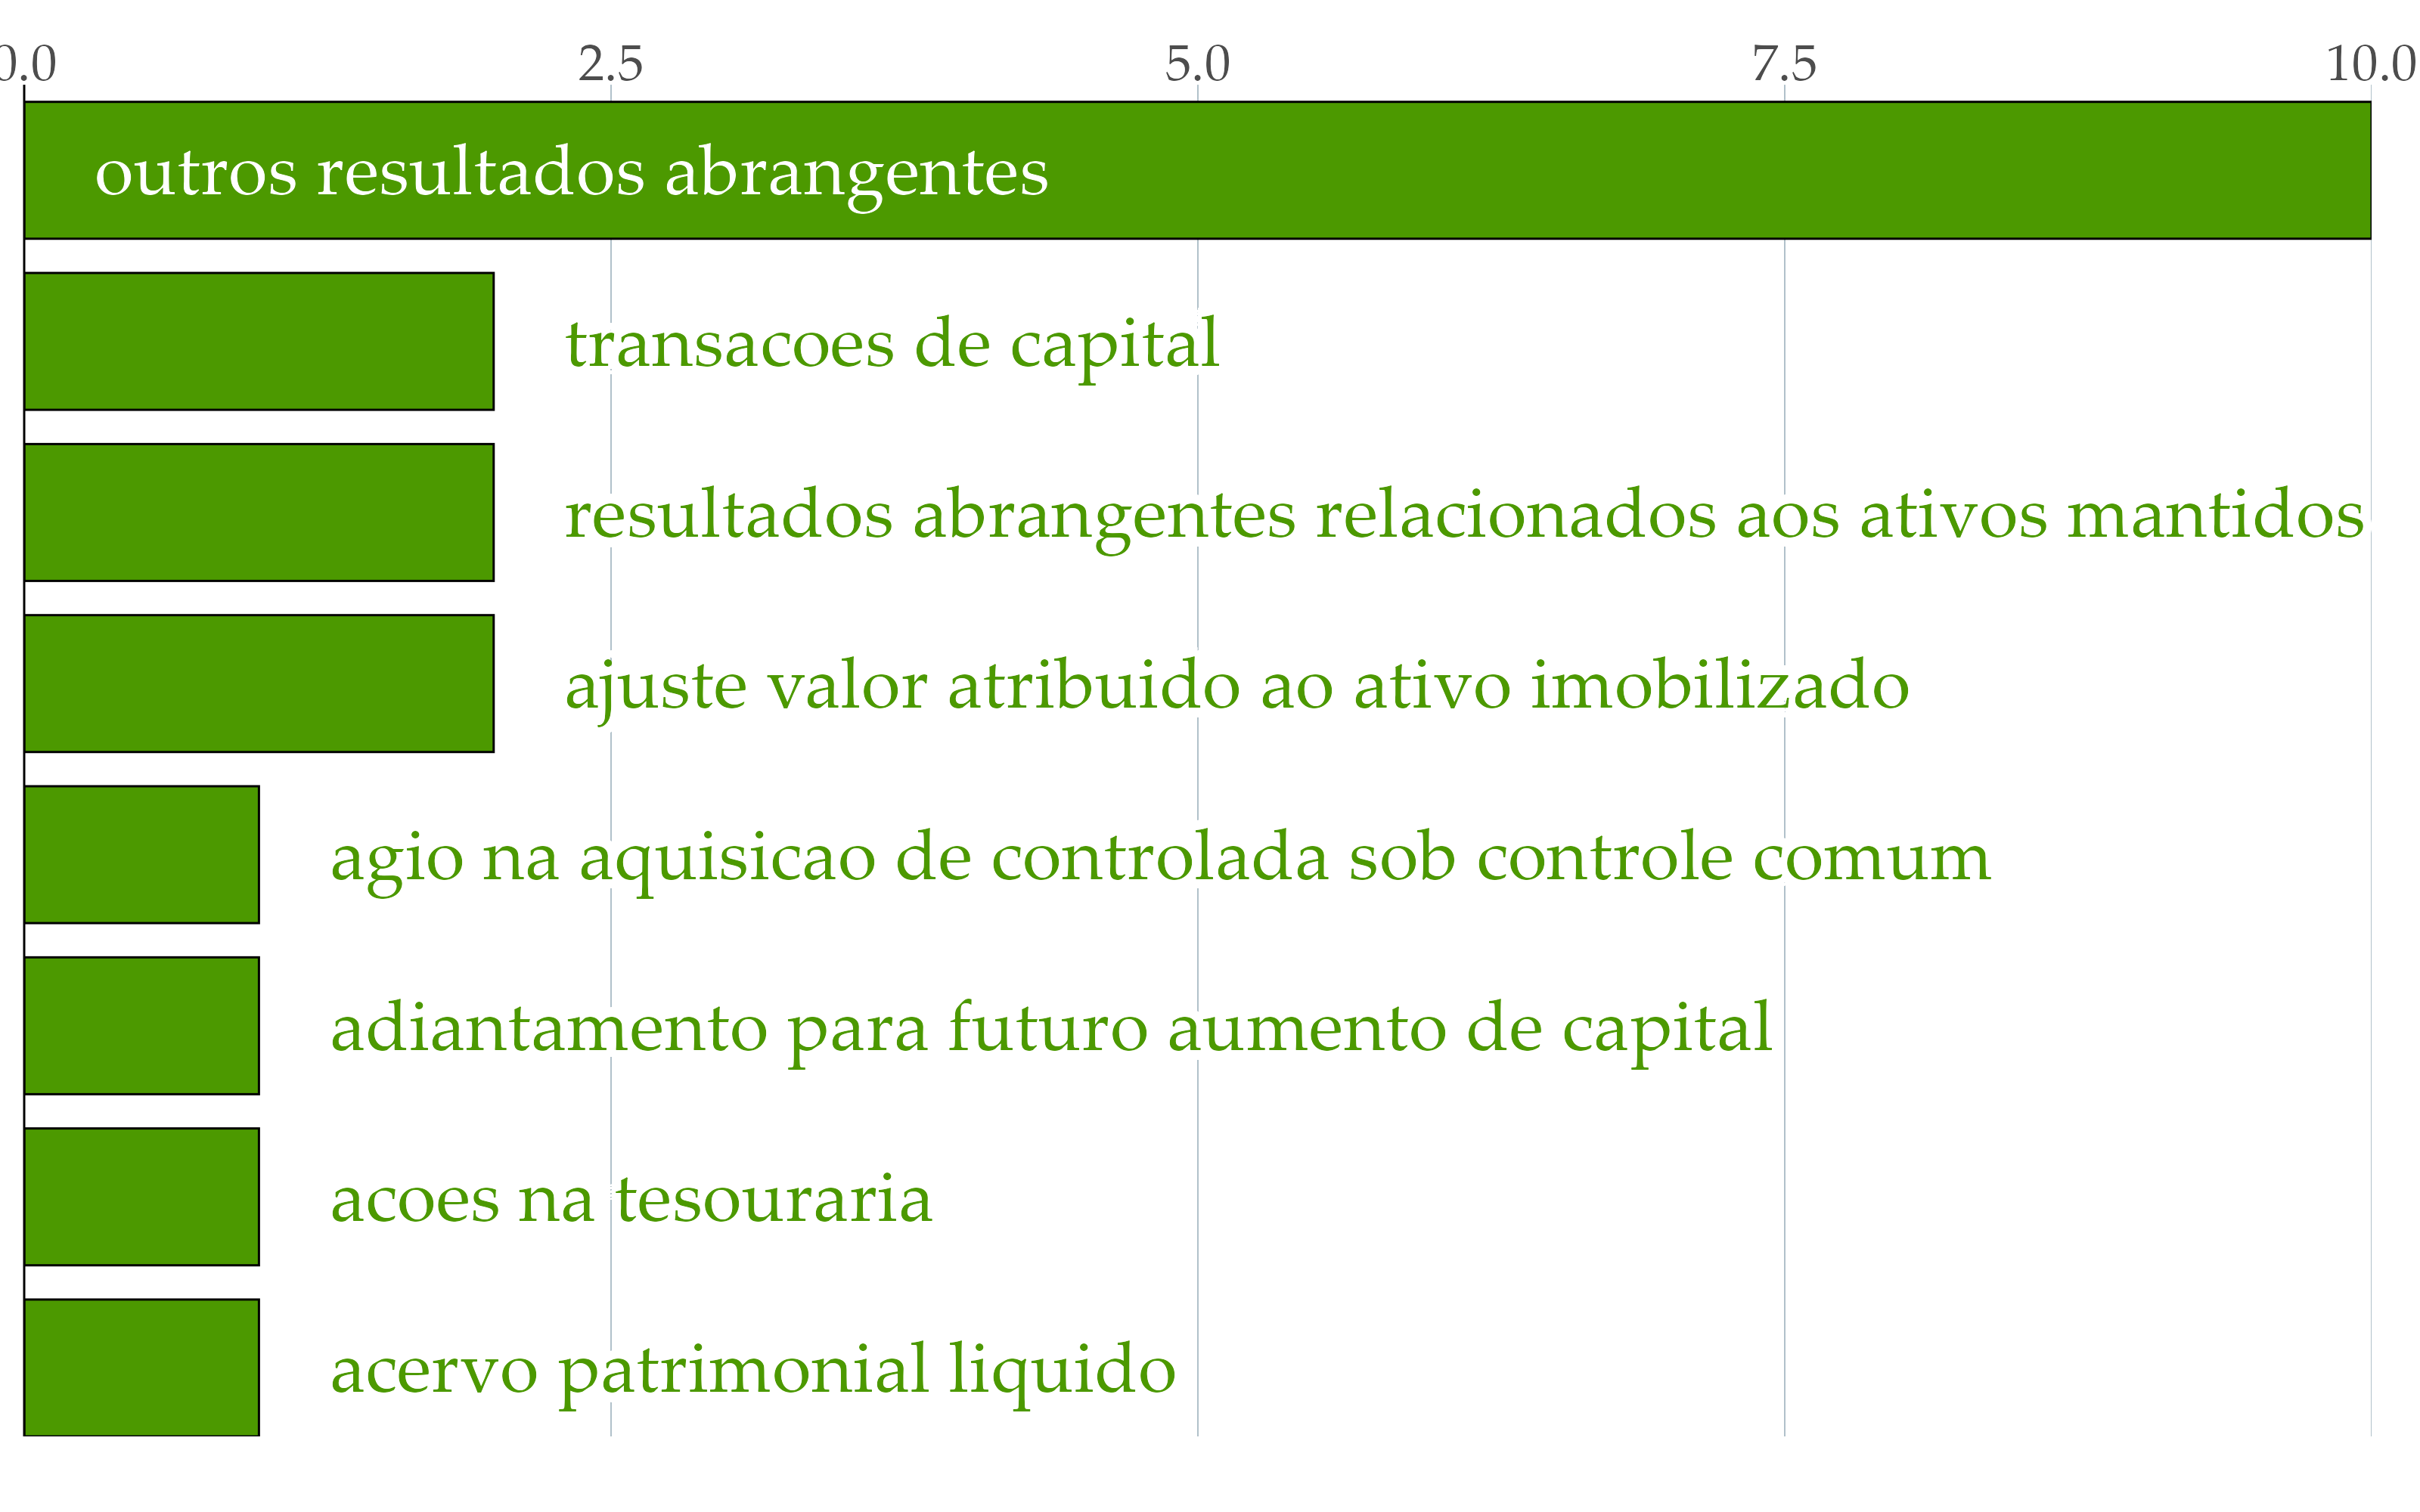 0.0 2.5 5.0 7.5 10.0
outros resultados abrangentes
transacoes de capital
resultados abrangentes relacionados aos ativos mantidos
ajuste valor atribuido ao ativo imobilizado
agio na aquisicao de controlada sob controle comum
adiantamento para futuro aumento de capital
acoes na tesouraria
acervo patrimonial liquido